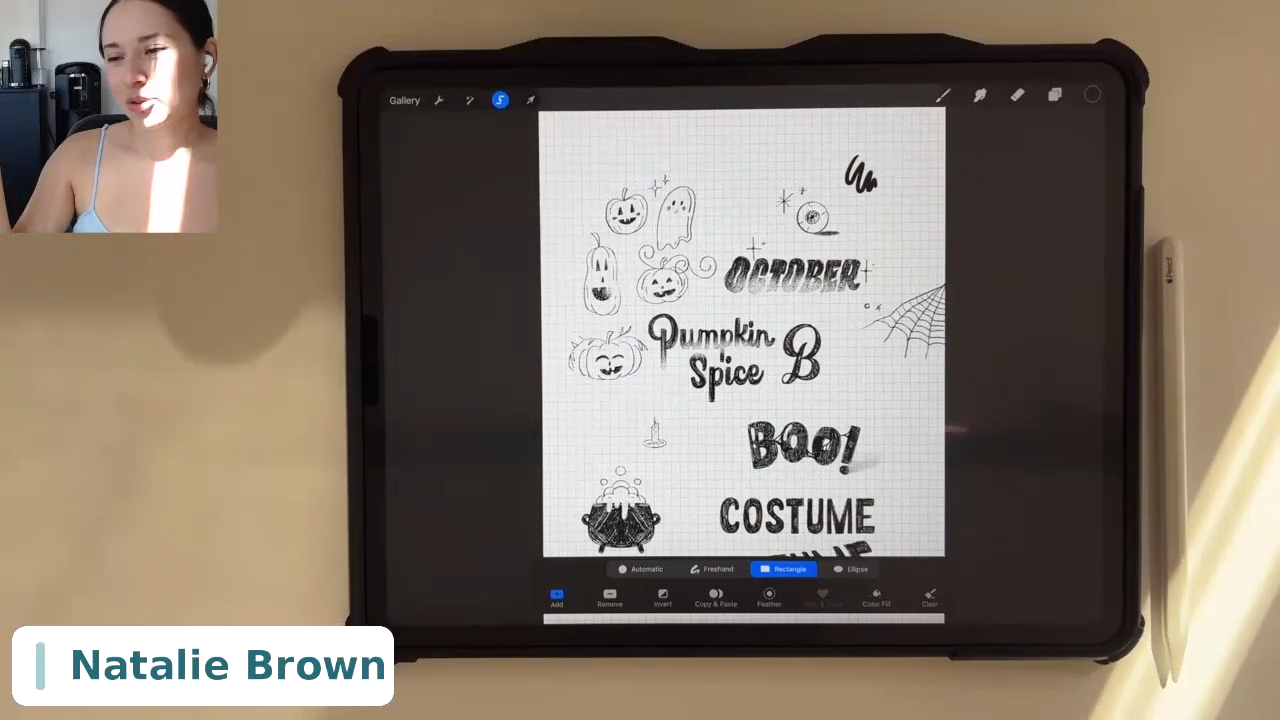 Gallery
OCTOBER
Pumpkin
Spice
B
BOO!
COSTUME
Automatic
Freehand
Rectangle
Ellipse
Add
Remove
Invert
Copy & Paste
Feather
Color Fill
Clear
Pencil
Natalie Brown